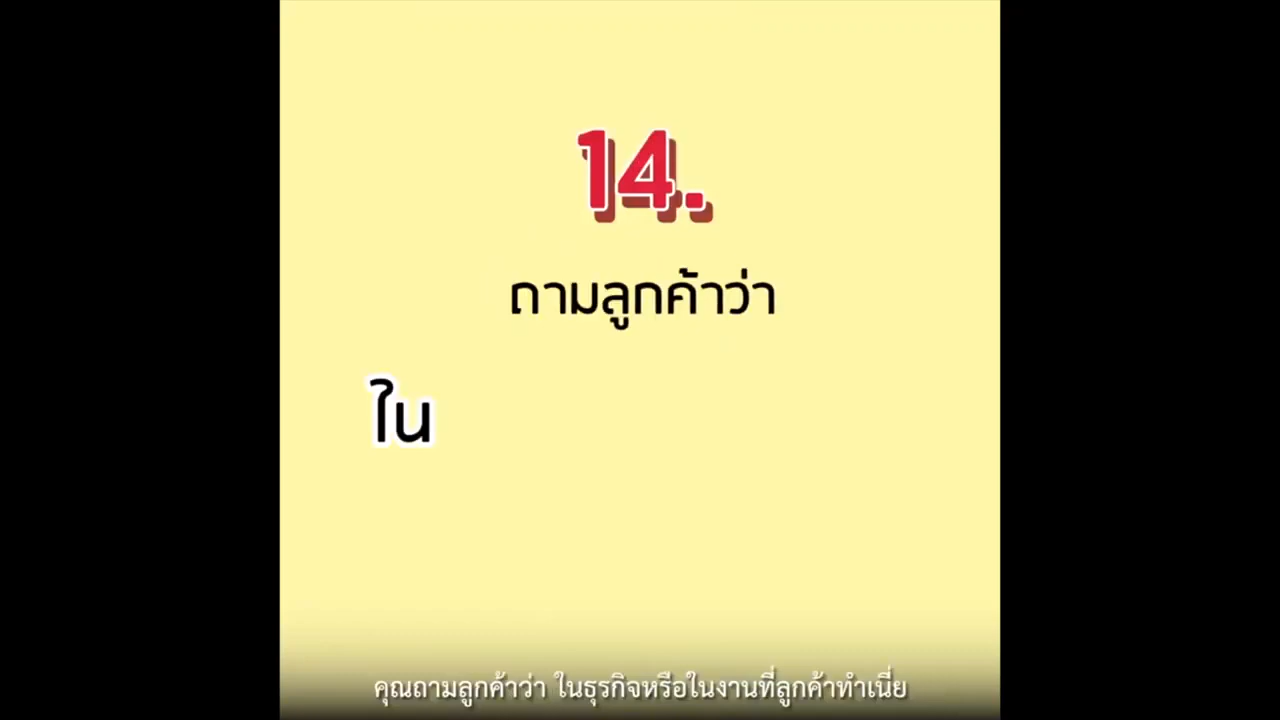 14.
ถามลูกค้าว่า
ใน
คุณถามลูกค้าว่า ในธุรกิจหรือในงานที่ลูกค้าทำเนี่ย